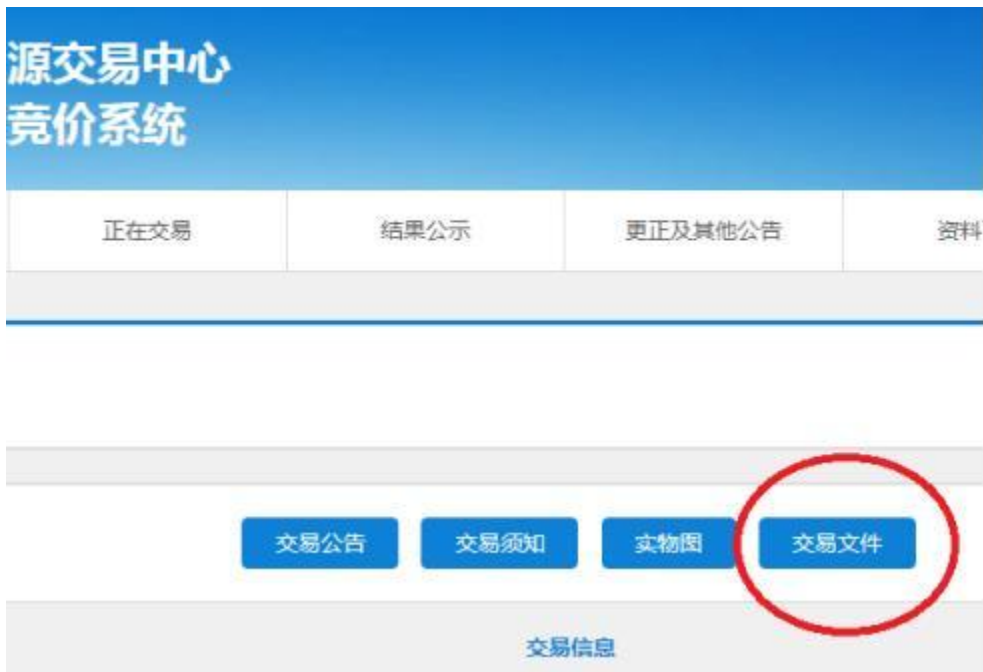 源交易中心
竞价系统
正在交易 结果公示 更正及其他公告 资料
交易公告 交易须知 实物图 交易文件
交易信息